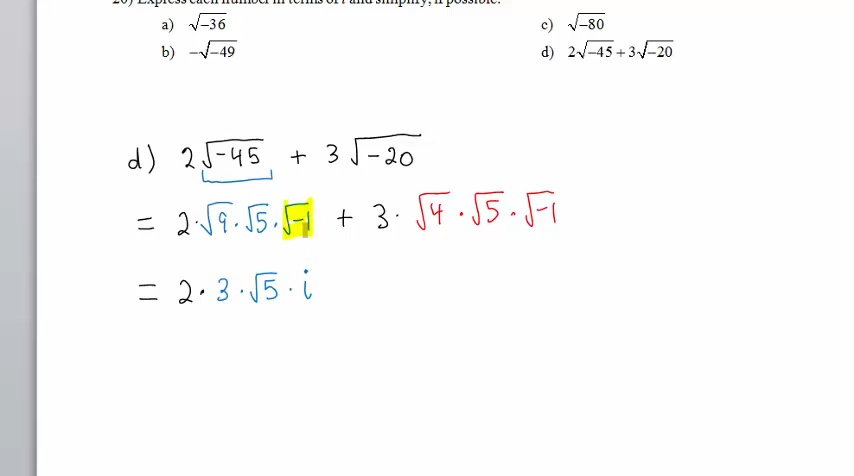 20) Express each number in terms of i and simplify, if possible.
a) √-36
c) √-80
b) -√-49
d) 2√-45 + 3√-20
d) 2√-45 + 3√-20
= 2·√9·√5·√-1 + 3·√4·√5·√-1
= 2·3·√5·i